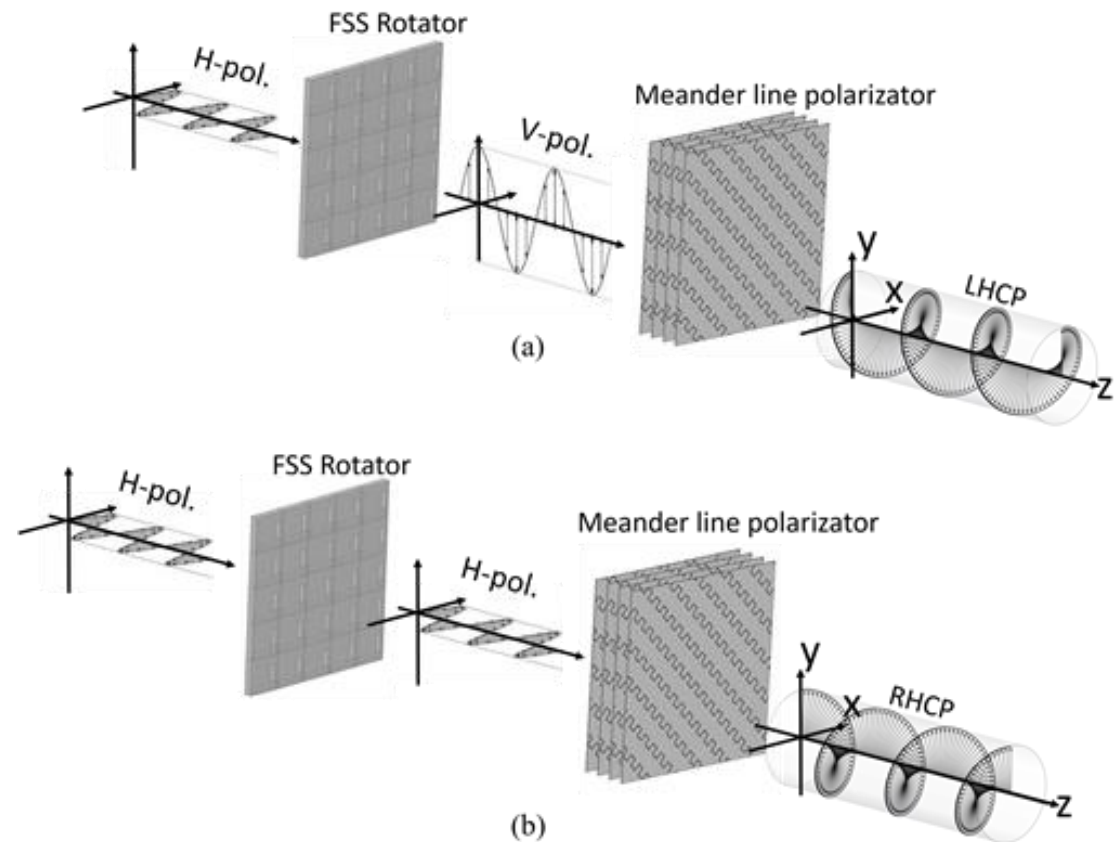 FSS Rotator
H-pol.
V-pol.
Meander line polarizator
y
x
LHCP
z
(a)
FSS Rotator
H-pol.
H-pol.
Meander line polarizator
y
x
RHCP
z
(b)